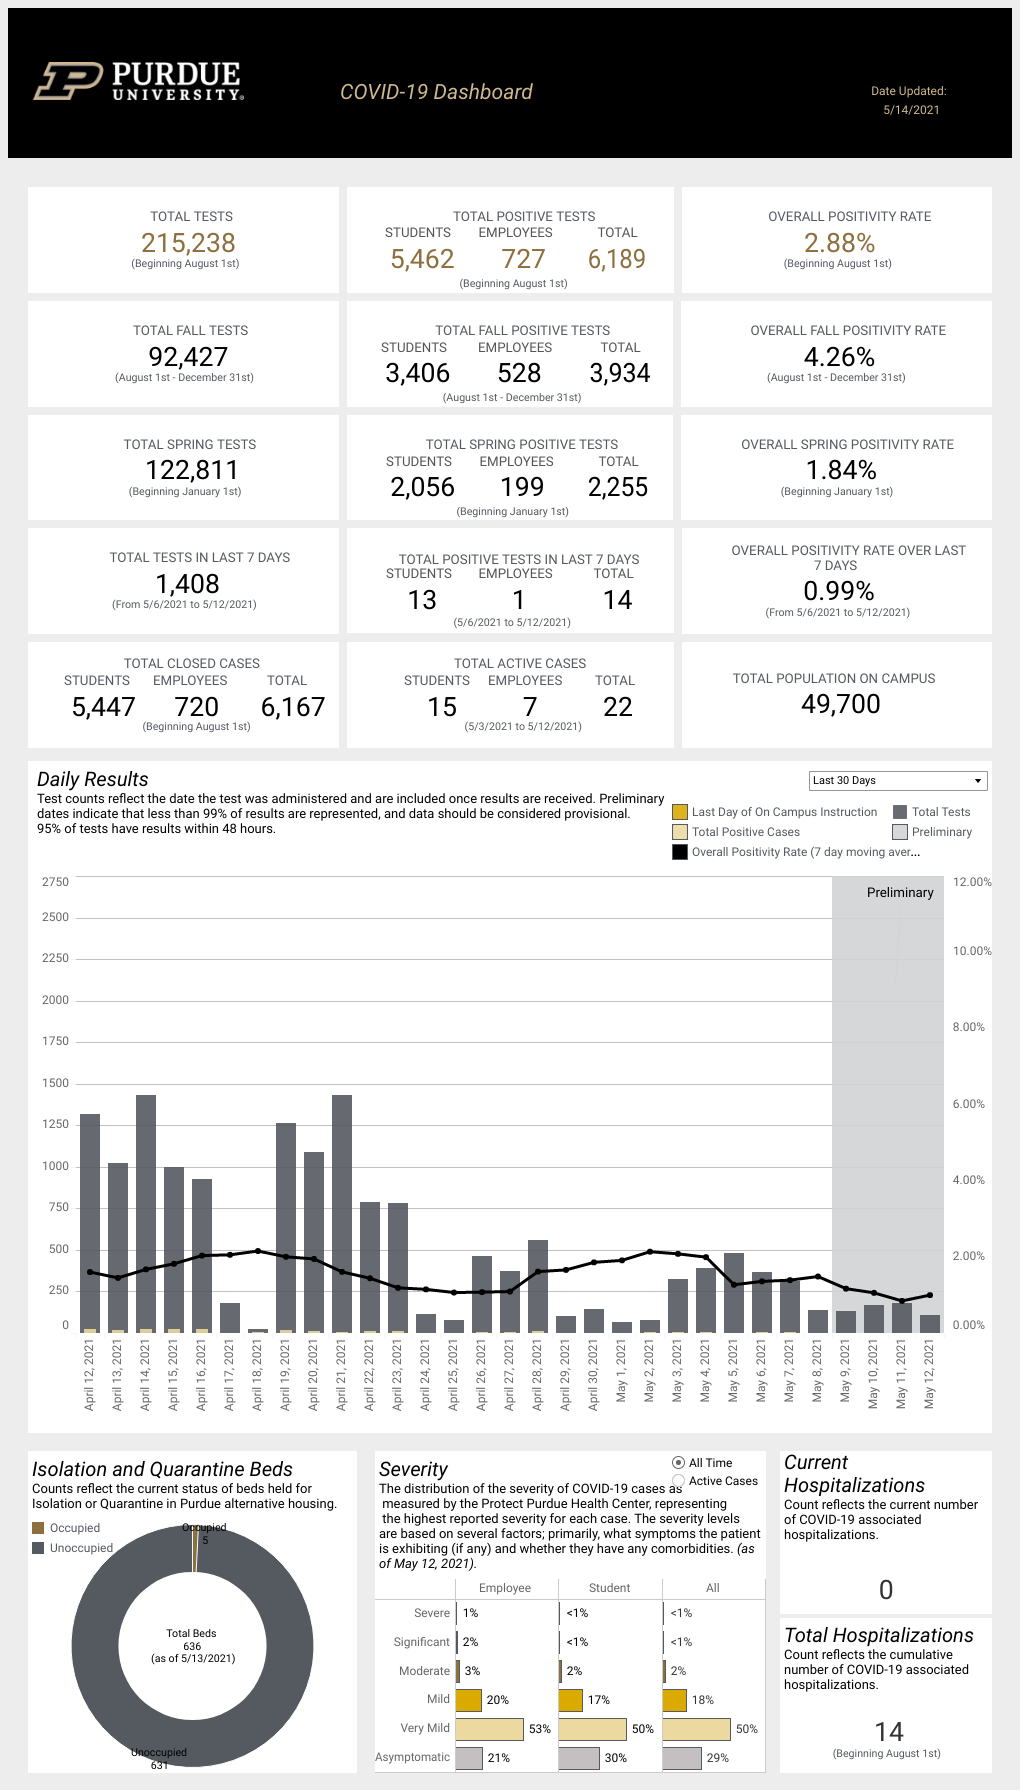 PURDUE
UNIVERSITY®
COVID-19 Dashboard
Date Updated:
5/14/2021
TOTAL TESTS
215,238
(Beginning August 1st)
TOTAL POSITIVE TESTS
STUDENTS EMPLOYEES TOTAL
5,462 727 6,189
(Beginning August 1st)
OVERALL POSITIVITY RATE
2.88%
(Beginning August 1st)
TOTAL FALL TESTS
92,427
(August 1st - December 31st)
TOTAL FALL POSITIVE TESTS
STUDENTS EMPLOYEES TOTAL
3,406 528 3,934
(August 1st - December 31st)
OVERALL FALL POSITIVITY RATE
4.26%
(August 1st - December 31st)
TOTAL SPRING TESTS
122,811
(Beginning January 1st)
TOTAL SPRING POSITIVE TESTS
STUDENTS EMPLOYEES TOTAL
2,056 199 2,255
(Beginning January 1st)
OVERALL SPRING POSITIVITY RATE
1.84%
(Beginning January 1st)
TOTAL TESTS IN LAST 7 DAYS
1,408
(From 5/6/2021 to 5/12/2021)
TOTAL POSITIVE TESTS IN LAST 7 DAYS
STUDENTS EMPLOYEES TOTAL
13 1 14
(5/6/2021 to 5/12/2021)
OVERALL POSITIVITY RATE OVER LAST
7 DAYS
0.99%
(From 5/6/2021 to 5/12/2021)
TOTAL CLOSED CASES
STUDENTS EMPLOYEES TOTAL
5,447 720 6,167
(Beginning August 1st)
TOTAL ACTIVE CASES
STUDENTS EMPLOYEES TOTAL
15 7 22
(5/3/2021 to 5/12/2021)
TOTAL POPULATION ON CAMPUS
49,700
Daily Results
Test counts reflect the date the test was administered and are included once results are received. Preliminary
dates indicate that less than 99% of results are represented, and data should be considered provisional.
95% of tests have results within 48 hours.
Last 30 Days
Last Day of On Campus Instruction
Total Tests
Total Positive Cases
Preliminary
Overall Positivity Rate (7 day moving aver...
2750
2500
2250
2000
1750
1500
1250
1000
750
500
250
0
Preliminary
12.00%
10.00%
8.00%
6.00%
4.00%
2.00%
0.00%
April 12, 2021
April 13, 2021
April 14, 2021
April 15, 2021
April 16, 2021
April 17, 2021
April 18, 2021
April 19, 2021
April 20, 2021
April 21, 2021
April 22, 2021
April 23, 2021
April 24, 2021
April 25, 2021
April 26, 2021
April 27, 2021
April 28, 2021
April 29, 2021
April 30, 2021
May 1, 2021
May 2, 2021
May 3, 2021
May 4, 2021
May 5, 2021
May 6, 2021
May 7, 2021
May 8, 2021
May 9, 2021
May 10, 2021
May 11, 2021
May 12, 2021
Isolation and Quarantine Beds
Counts reflect the current status of beds held for
Isolation or Quarantine in Purdue alternative housing.
Occupied
Unoccupied
Occupied
5
Total Beds
636
(as of 5/13/2021)
Unoccupied
631
Severity
All Time
Active Cases
The distribution of the severity of COVID-19 cases as
measured by the Protect Purdue Health Center, representing
the highest reported severity for each case. The severity levels
are based on several factors; primarily, what symptoms the patient
is exhibiting (if any) and whether they have any comorbidities. (as
of May 12, 2021).
Employee Student All
Severe 1% <1% <1%
Significant 2% <1% <1%
Moderate 3% 2% 2%
Mild 20% 17% 18%
Very Mild 53% 50% 50%
Asymptomatic 21% 30% 29%
Current
Hospitalizations
Count reflects the current number
of COVID-19 associated
hospitalizations.
0
Total Hospitalizations
Count reflects the cumulative
number of COVID-19 associated
hospitalizations.
14
(Beginning August 1st)